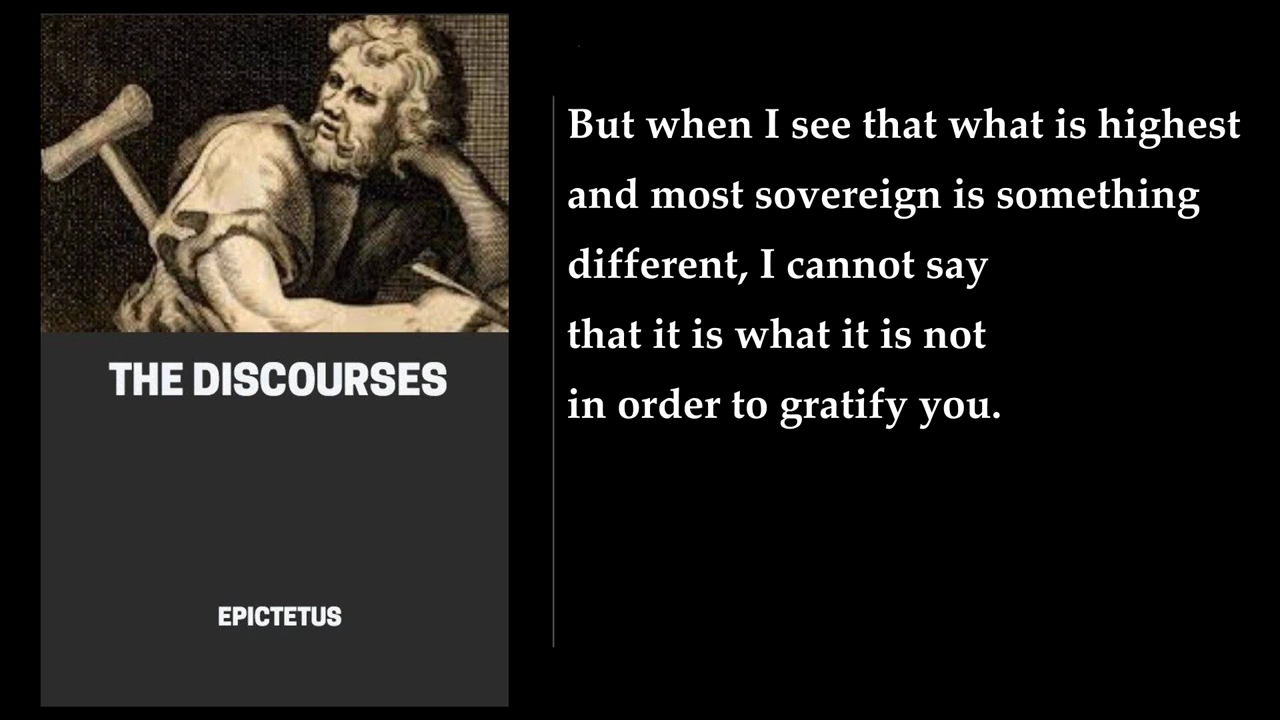 THE DISCOURSES
EPICTETUS
But when I see that what is highest
and most sovereign is something
different, I cannot say
that it is what it is not
in order to gratify you.